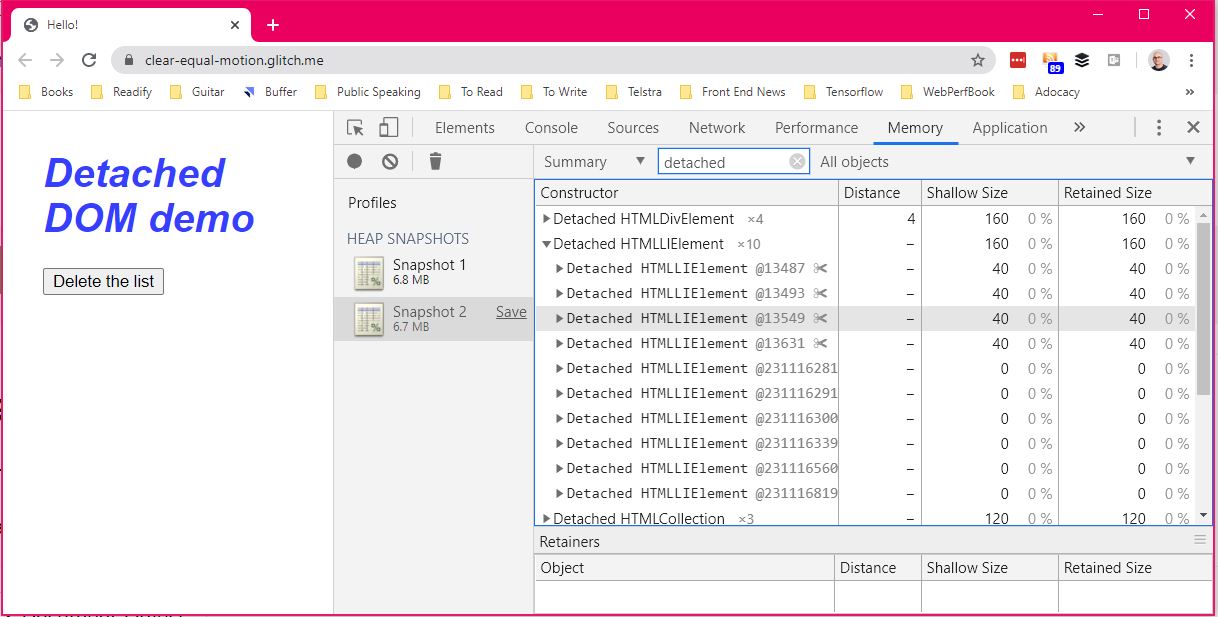 Hello!
clear-equal-motion.glitch.me
89
Books Readify Guitar Buffer Public Speaking To Read To Write Telstra Front End News Tensorflow WebPerfBook Adocacy »
Elements Console Sources Network Performance Memory Application »
Detached
DOM demo
Delete the list
Profiles
HEAP SNAPSHOTS
Snapshot 1
6.8 MB
Snapshot 2 Save
6.7 MB
Summary detached All objects
Constructor Distance Shallow Size Retained Size
Detached HTMLDivElement ×4 4 160 0 % 160 0 %
Detached HTMLLIElement ×10 – 160 0 % 160 0 %
Detached HTMLLIElement @13487 – 40 0 % 40 0 %
Detached HTMLLIElement @13493 – 40 0 % 40 0 %
Detached HTMLLIElement @13549 – 40 0 % 40 0 %
Detached HTMLLIElement @13631 – 40 0 % 40 0 %
Detached HTMLLIElement @231116281 – 0 0 % 0 0 %
Detached HTMLLIElement @231116291 – 0 0 % 0 0 %
Detached HTMLLIElement @231116300 – 0 0 % 0 0 %
Detached HTMLLIElement @231116339 – 0 0 % 0 0 %
Detached HTMLLIElement @231116560 – 0 0 % 0 0 %
Detached HTMLLIElement @231116819 – 0 0 % 0 0 %
Detached HTMLCollection ×3 – 120 0 % 120 0 %
Retainers
Object Distance Shallow Size Retained Size